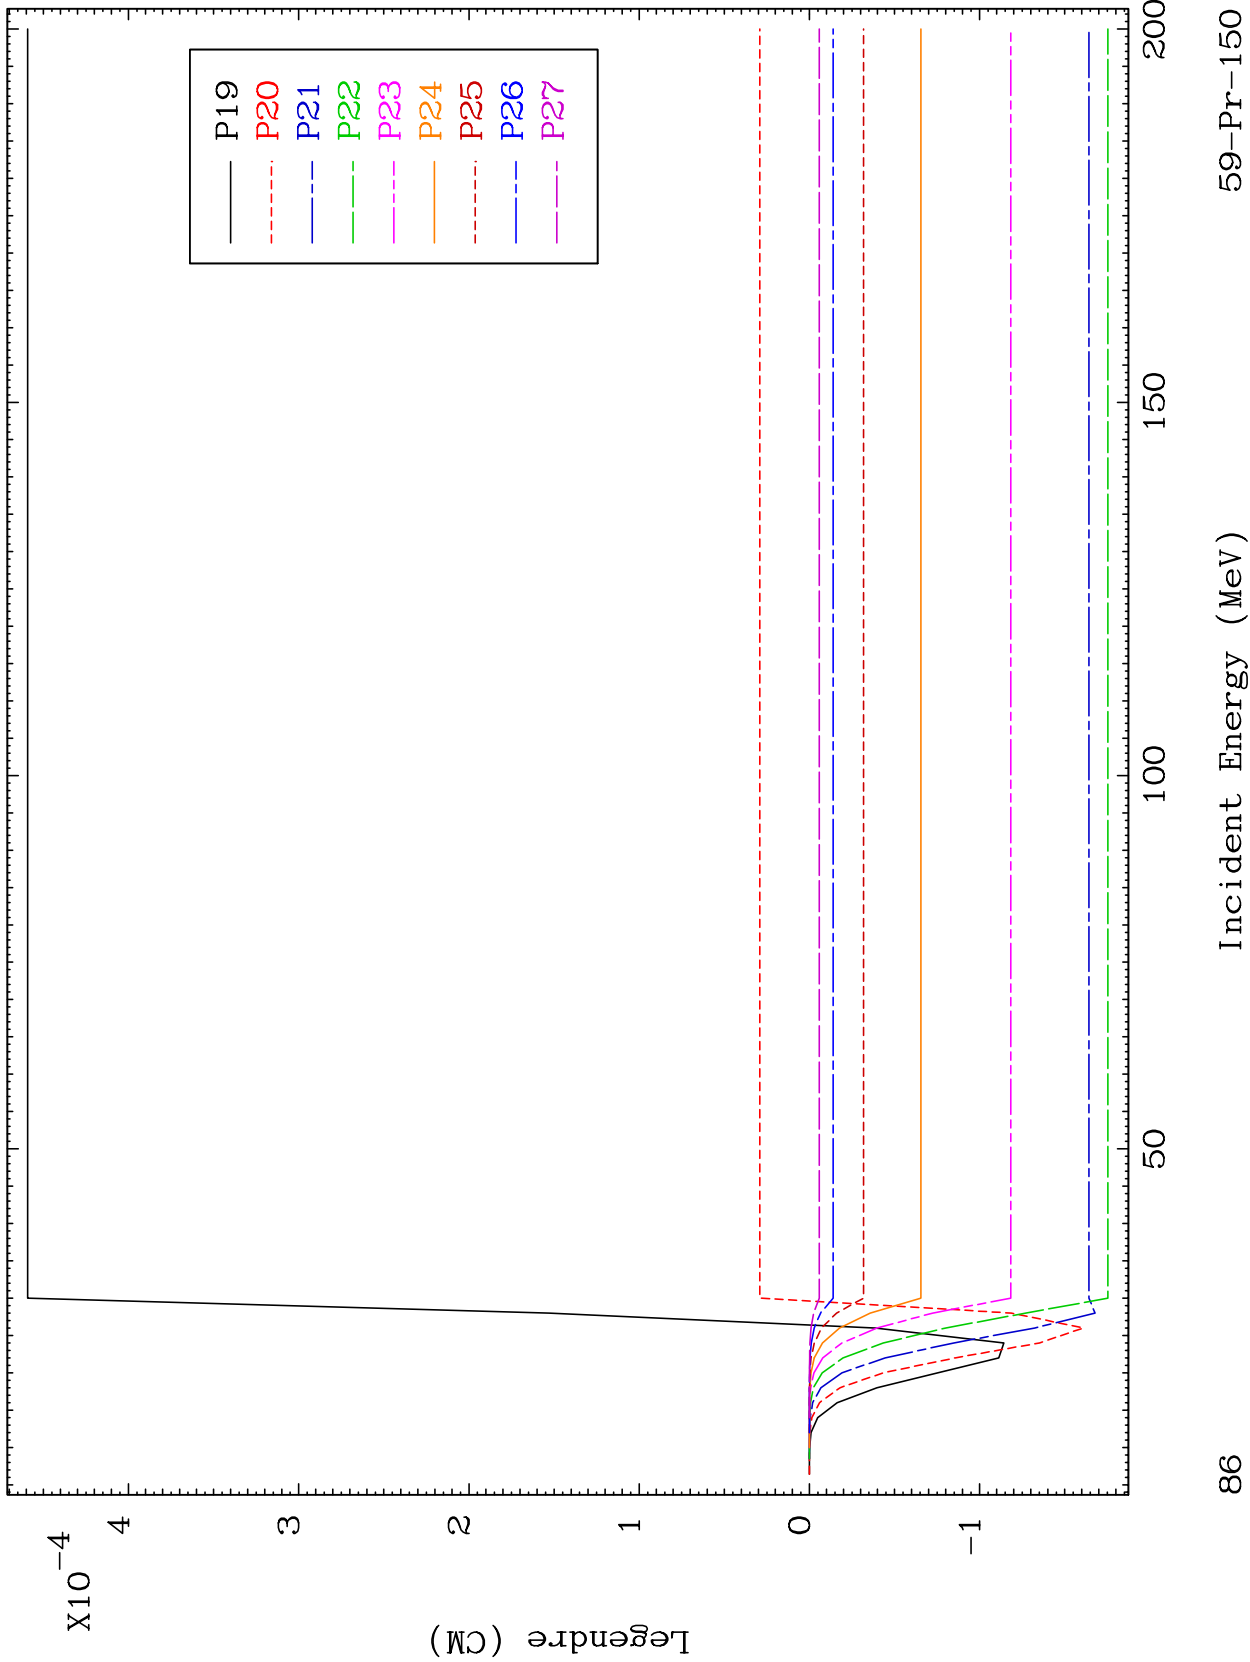 X10⁻⁴
Legendre (CM)
4
3
2
1
0
-1
P19
P20
P21
P22
P23
P24
P25
P26
P27
50
100
150
200
Incident Energy (MeV)
86
59-Pr-150